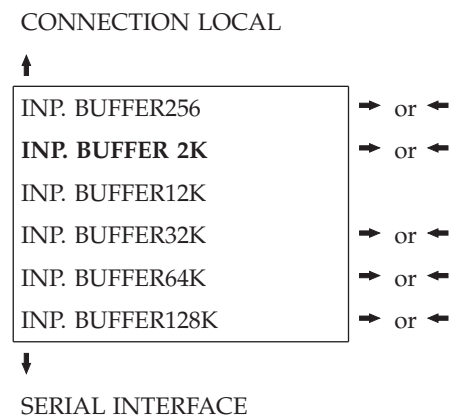 CONNECTION LOCAL
INP. BUFFER256 or
INP. BUFFER 2K or
INP. BUFFER12K
INP. BUFFER32K or
INP. BUFFER64K or
INP. BUFFER128K or
SERIAL INTERFACE